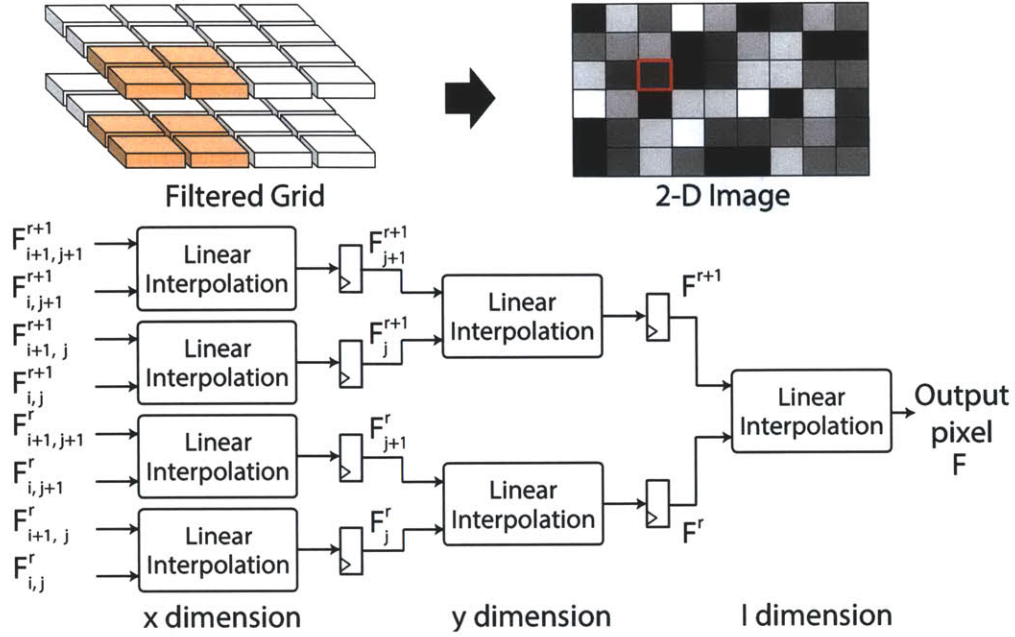 Filtered Grid
2-D Image
F r+1 i+1, j+1
F r+1 i, j+1
F r+1 i+1, j
F r+1 i, j
F r i+1, j+1
F r i, j+1
F r i+1, j
F r i, j
Linear
Interpolation
Linear
Interpolation
Linear
Interpolation
Linear
Interpolation
F r+1 j+1
F r+1 j
F r j+1
F r j
Linear
Interpolation
Linear
Interpolation
F r+1
F r
Linear
Interpolation
Output
pixel
F
x dimension
y dimension
I dimension